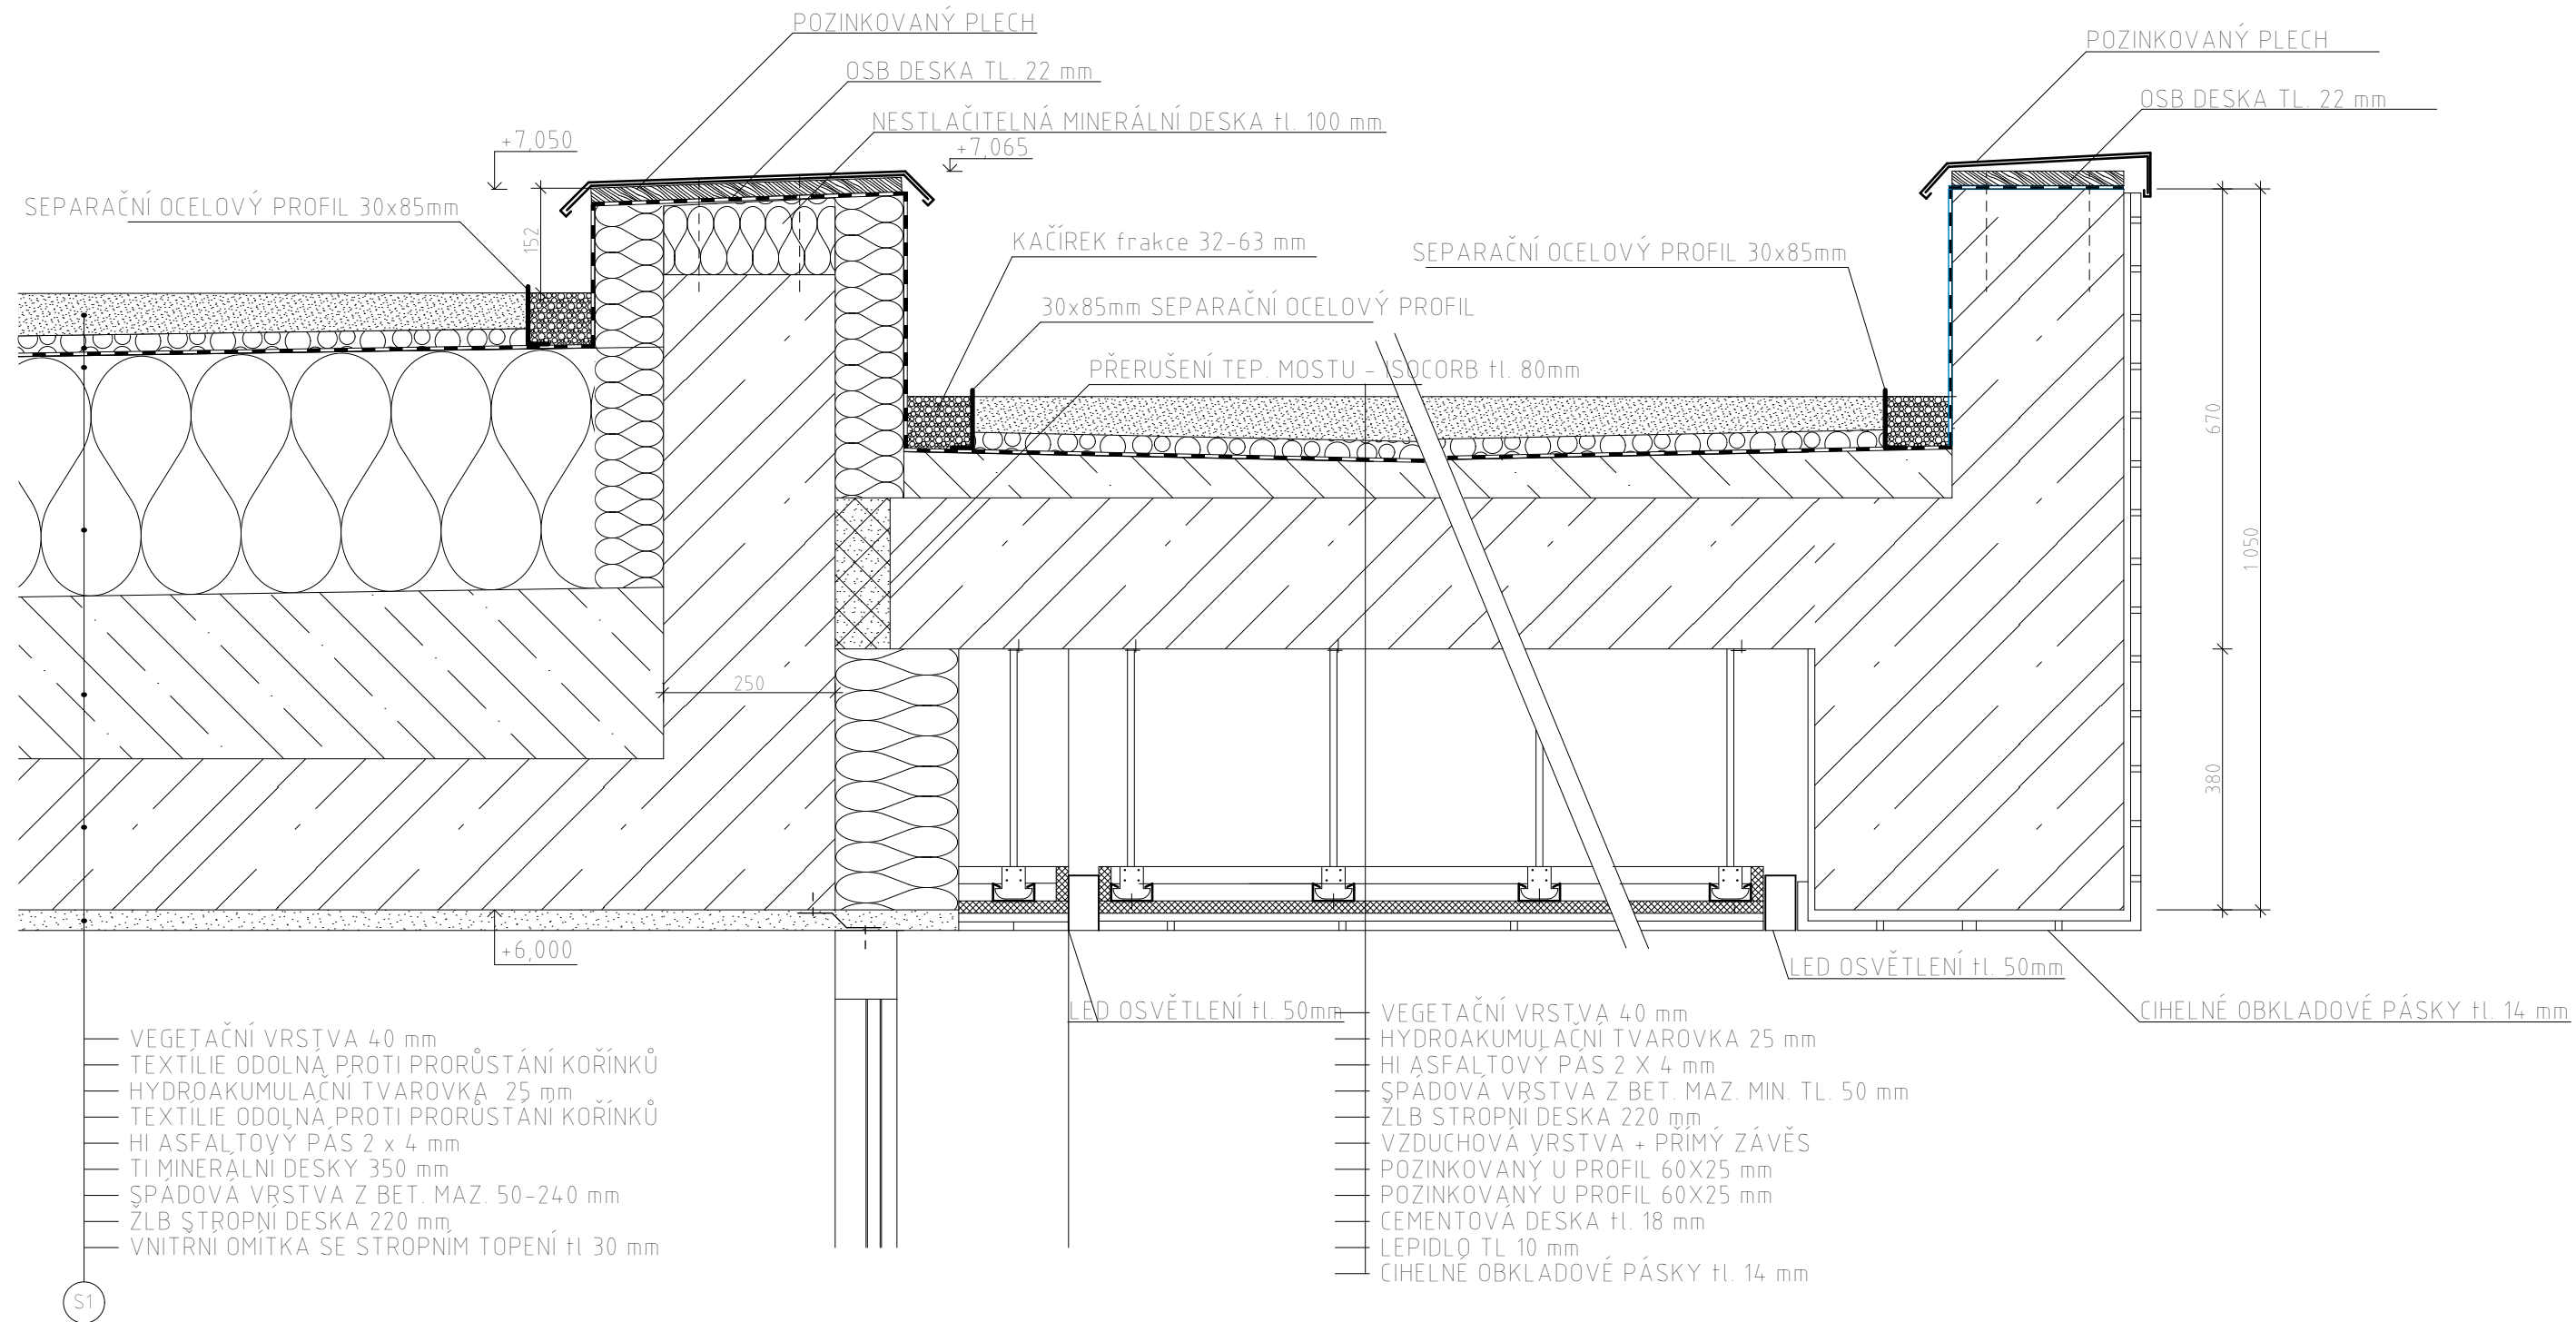 POZINKOVANÝ PLECH
POZINKOVANÝ PLECH
OSB DESKA TL. 22 mm
OSB DESKA TL. 22 mm
NESTLAČITELNÁ MINERÁLNÍ DESKA tl. 100 mm
+7,050
+7,065
SEPARAČNÍ OCELOVÝ PROFIL 30x85mm
152
KAČÍREK frakce 32-63 mm
SEPARAČNÍ OCELOVÝ PROFIL 30x85mm
30x85mm SEPARAČNÍ OCELOVÝ PROFIL
PŘERUŠENÍ TEP. MOSTU - ISOCORB tl. 80mm
670
1 050
250
380
+6,000
LED OSVĚTLENÍ tl. 50mm
LED OSVĚTLENÍ tl. 50mm
CIHELNÉ OBKLADOVÉ PÁSKY tl. 14 mm
VEGETAČNÍ VRSTVA 40 mm
TEXTÍLIE ODOLNÁ PROTI PRORŮSTÁNÍ KOŘÍNKŮ
HYDROAKUMULAČNÍ TVAROVKA 25 mm
TEXTÍLIE ODOLNÁ PROTI PRORŮSTÁNÍ KOŘÍNKŮ
HI ASFALTOVÝ PÁS 2 x 4 mm
TI MINERÁLNÍ DESKY 350 mm
SPÁDOVÁ VRSTVA Z BET. MAZ. 50-240 mm
ŽLB STROPNÍ DESKA 220 mm
VNITRNÍ OMÍTKA SE STROPNÍM TOPENÍ tl 30 mm
S1
VEGETAČNÍ VRSTVA 40 mm
HYDROAKUMULAČNÍ TVAROVKA 25 mm
HI ASFALTOVÝ PÁS 2 X 4 mm
SPÁDOVÁ VRSTVA Z BET. MAZ. MIN. TL. 50 mm
ŽLB STROPNÍ DESKA 220 mm
VZDUCHOVÁ VRSTVA + PŘÍMÝ ZÁVĚS
POZINKOVANÝ U PROFIL 60X25 mm
POZINKOVANÝ U PROFIL 60X25 mm
CEMENTOVÁ DESKA tl. 18 mm
LEPIDLO TL 10 mm
CIHELNÉ OBKLADOVÉ PÁSKY tl. 14 mm